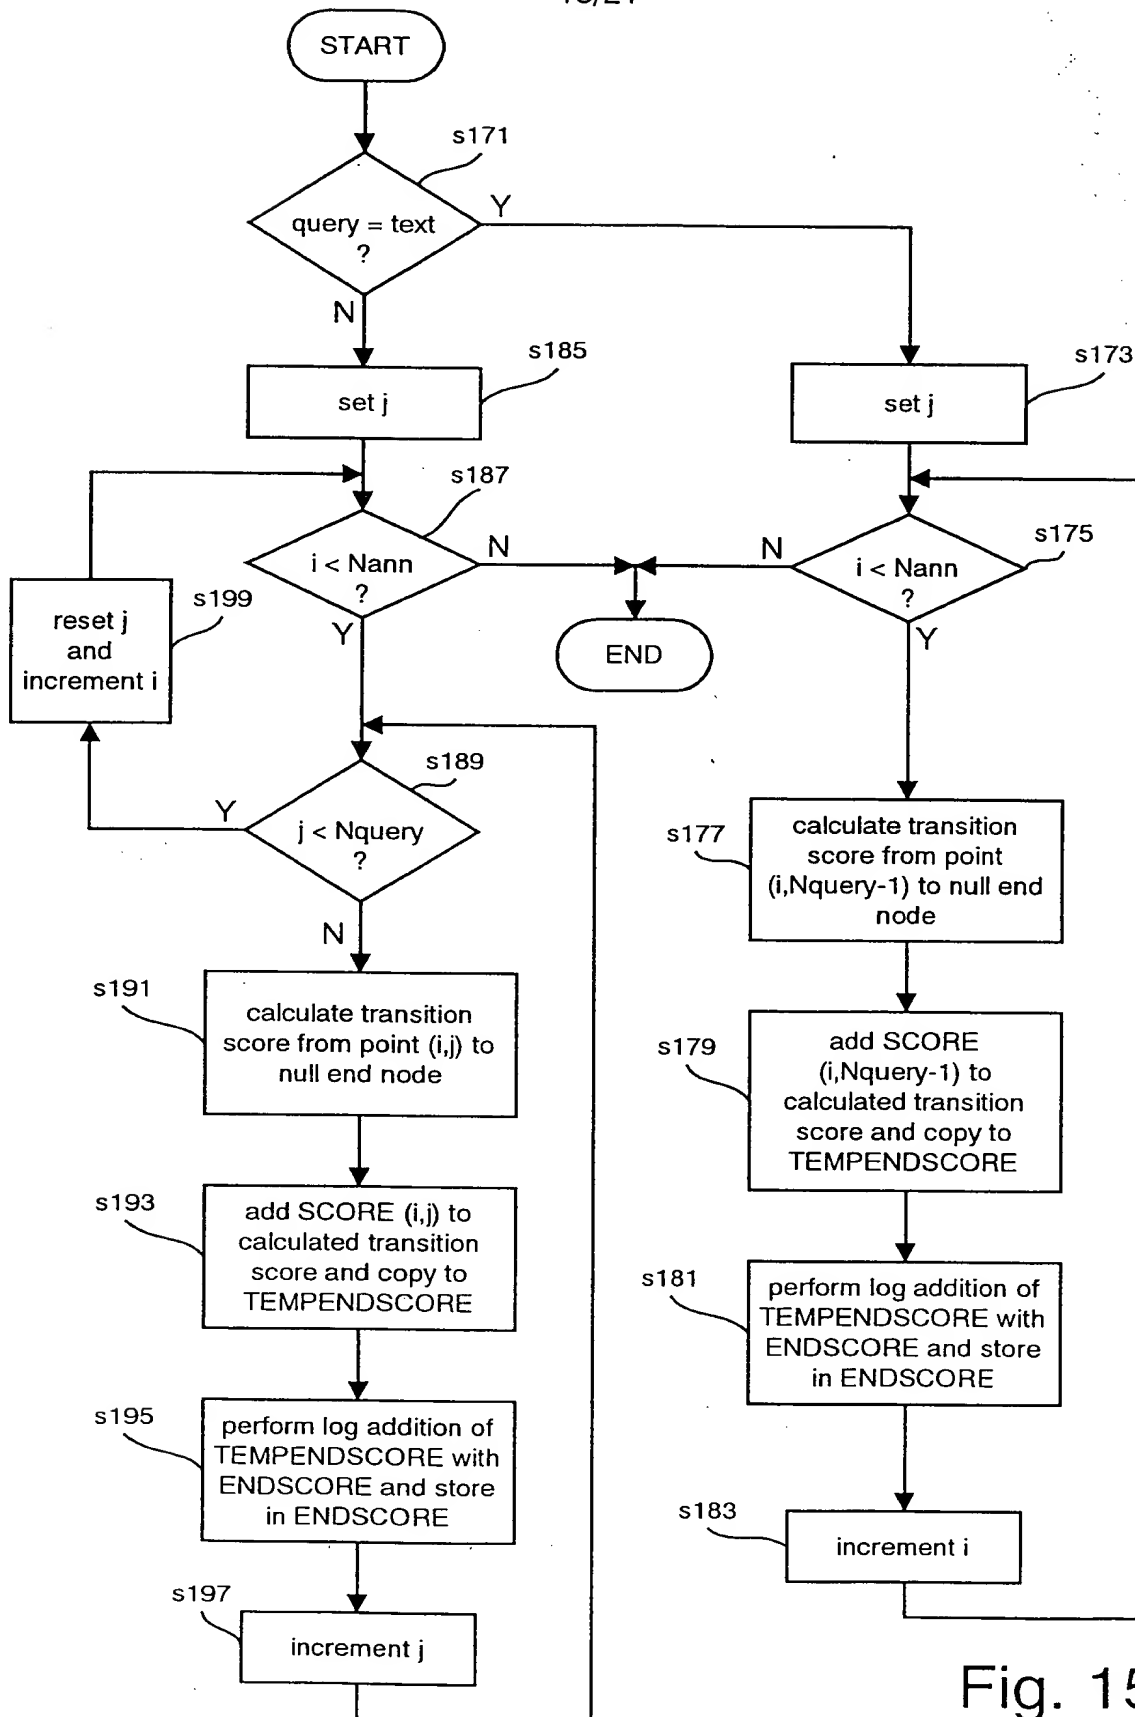 START
s171
query = text
?
Y
N
s185
set j
s173
set j
s187
i < Nann
?
N
Y
s175
i < Nann
?
N
Y
END
s199
reset j
and
increment i
s189
j < Nquery
?
Y
N
s177
calculate transition
score from point
(i,Nquery-1) to null end
node
s191
calculate transition
score from point (i,j) to
null end node
s179
add SCORE
(i,Nquery-1) to
calculated transition
score and copy to
TEMPENDSCORE
s193
add SCORE (i,j) to
calculated transition
score and copy to
TEMPENDSCORE
s181
perform log addition of
TEMPENDSCORE with
ENDSCORE and store
in ENDSCORE
s195
perform log addition of
TEMPENDSCORE with
ENDSCORE and store
in ENDSCORE
s183
increment i
s197
increment j
Fig. 15